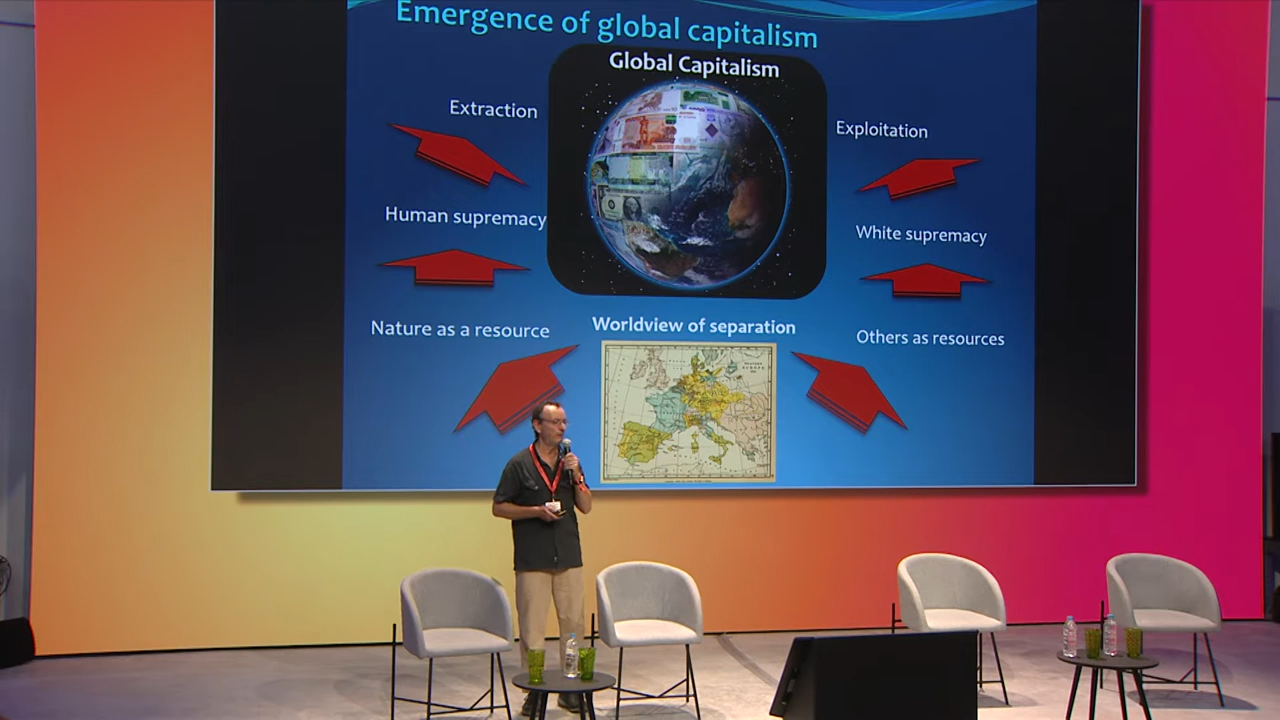 Emergence of global capitalism
Global Capitalism
Extraction
Exploitation
Human supremacy
White supremacy
Nature as a resource
Worldview of separation
Others as resources